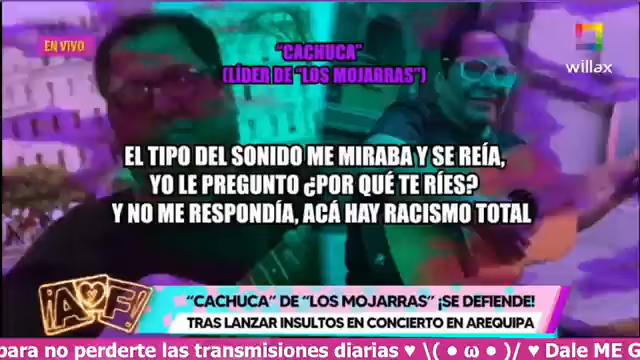 EN VIVO
"CACHUCA"
(LÍDER DE "LOS MOJARRAS")
willax
EL TIPO DEL SONIDO ME MIRABA Y SE REÍA,
YO LE PREGUNTO ¿POR QUÉ TE RÍES?
Y NO ME RESPONDÍA, ACÁ HAY RACISMO TOTAL
¡A♥F!
"CACHUCA" DE "LOS MOJARRAS" ¡SE DEFIENDE!
TRAS LANZAR INSULTOS EN CONCIERTO EN AREQUIPA
para no perderte las transmisiones diarias ♥ \( • ω • )/ ♥ Dale ME G